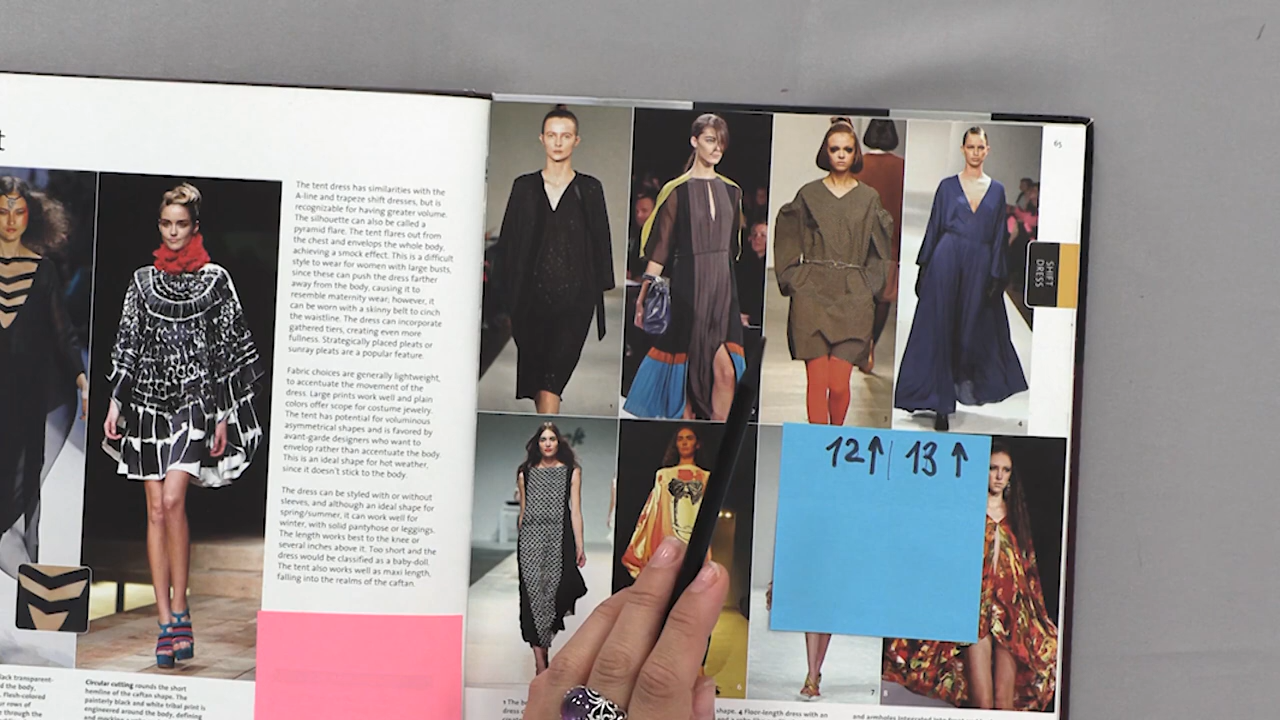 t
The tent dress has similarities with the
A-line and trapeze shift dresses, but is
recognizable for having greater volume.
The silhouette can also be called a
pyramid flare. The tent flares out from
the chest and envelops the whole body,
achieving a smock effect. This is a difficult
style to wear for women with large busts,
since these can push the dress farther
away from the body, causing it to
resemble maternity wear; however, it
can be worn with a skinny belt to cinch
the waistline. The dress can incorporate
gathered tiers, creating even more
fullness. Strategically placed pleats or
sunray pleats are a popular feature.
Fabric choices are generally lightweight,
to accentuate the movement of the
dress. Large prints work well and plain
colors offer scope for costume jewelry.
The tent has potential for voluminous
asymmetrical shapes and is favored by
avant-garde designers who want to
envelop rather than accentuate the body.
This is an ideal shape for hot weather,
since it doesn't stick to the body.
The dress can be styled with or without
sleeves, and although an ideal shape for
spring/summer, it can work well for
winter, with solid pantyhose or leggings.
The length works best to the knee or
several inches above it. Too short and the
dress would be classified as a baby-doll.
The tent also works well as maxi length,
falling into the realms of the caftan.
lack transparent-
d the body,
flesh-colored
r rows of
e through the
Circular cutting rounds the short
hemline of the caftan shape. The
painterly black and white tribal print is
engineered around the body, defining
65
SHIFT
DRESS
1
3
4
12↑ | 13 ↑
6
7
8
1 The b
dress
shape. 4 Floor-length dress with an
and armholes integrated